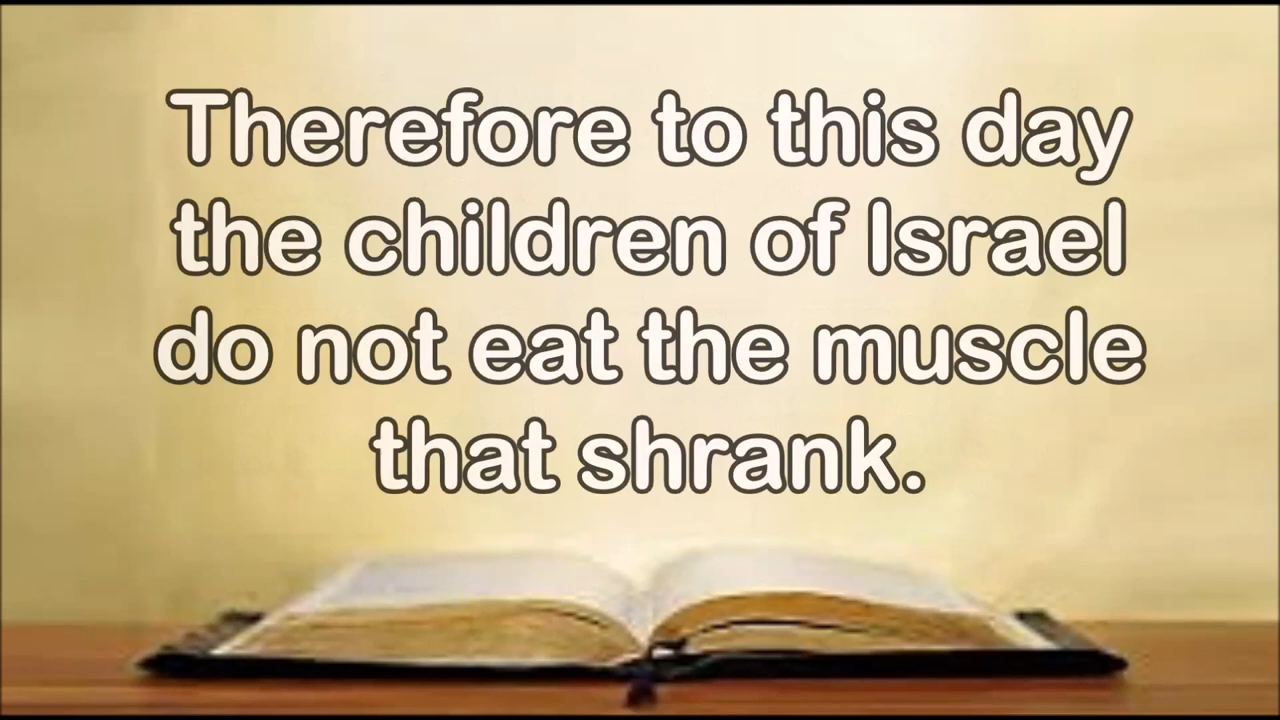 Therefore to this day
the children of Israel
do not eat the muscle
that shrank.